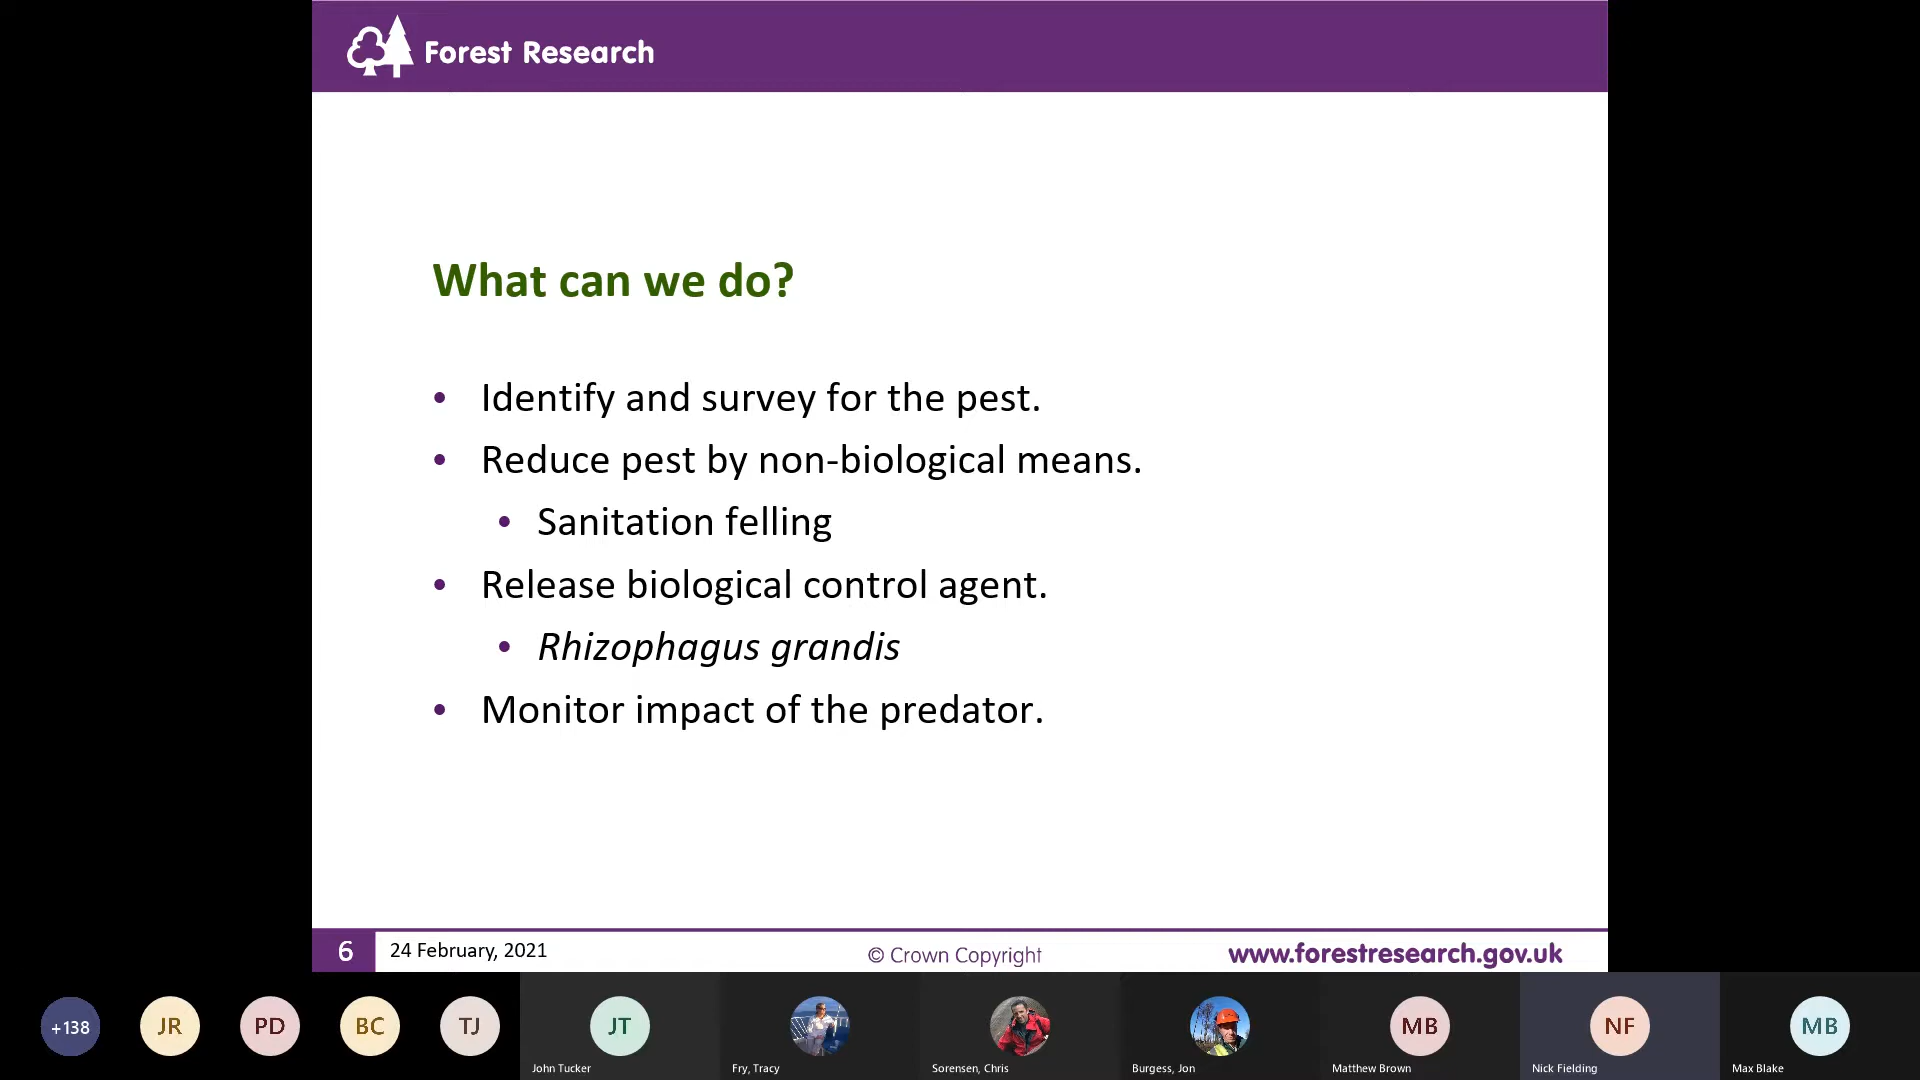 Forest Research
What can we do?
• Identify and survey for the pest.
• Reduce pest by non-biological means.
• Sanitation felling
• Release biological control agent.
• Rhizophagus grandis
• Monitor impact of the predator.
6
24 February, 2021
© Crown Copyright
www.forestresearch.gov.uk
+138
JR
PD
BC
TJ
JT
MB
NF
MB
John Tucker
Fry, Tracy
Sorensen, Chris
Burgess, Jon
Matthew Brown
Nick Fielding
Max Blake